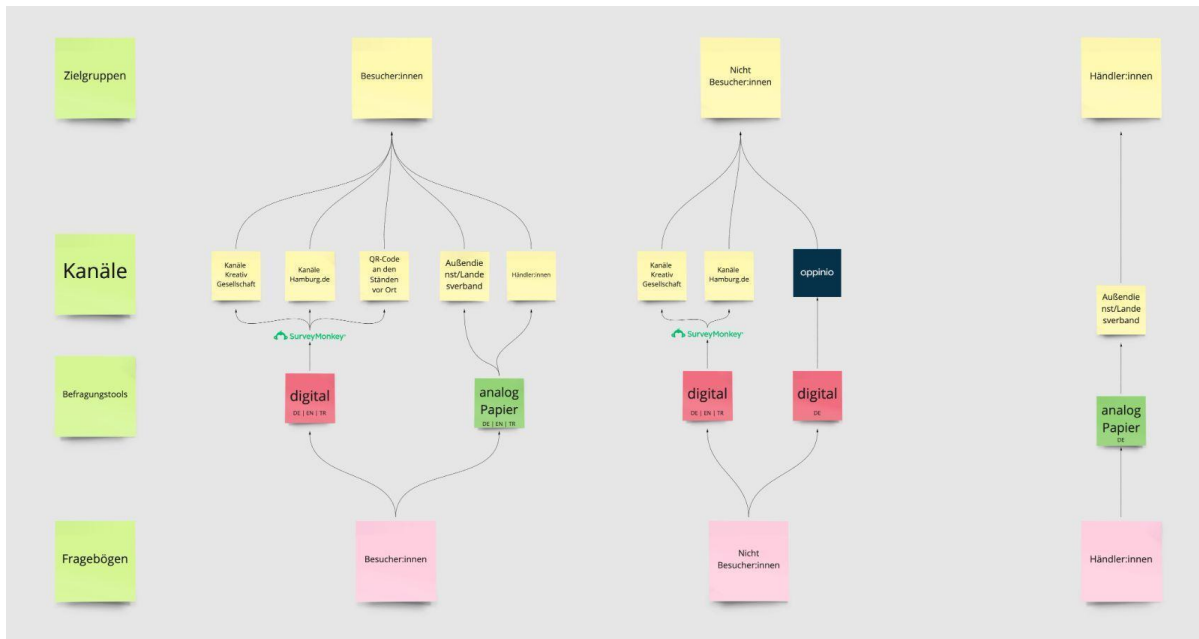 Zielgruppen
Besucher:innen
Nicht
Besucher:innen
Händler:innen
Kanäle
Kanäle
Kreativ
Gesellschaft
Kanäle
Hamburg.de
QR-Code
an den
Ständen
vor Ort
Außendie
nst/Lande
sverband
Händler:innen
Kanäle
Kreativ
Gesellschaft
Kanäle
Hamburg.de
appinio
Außendie
nst/Lande
sverband
SurveyMonkey
SurveyMonkey
Befragungstools
digital
DE | EN | TR
analog
Papier
DE | EN | TR
digital
DE | EN | TR
digital
DE
analog
Papier
DE
Fragebögen
Besucher:innen
Nicht
Besucher:innen
Händler:innen